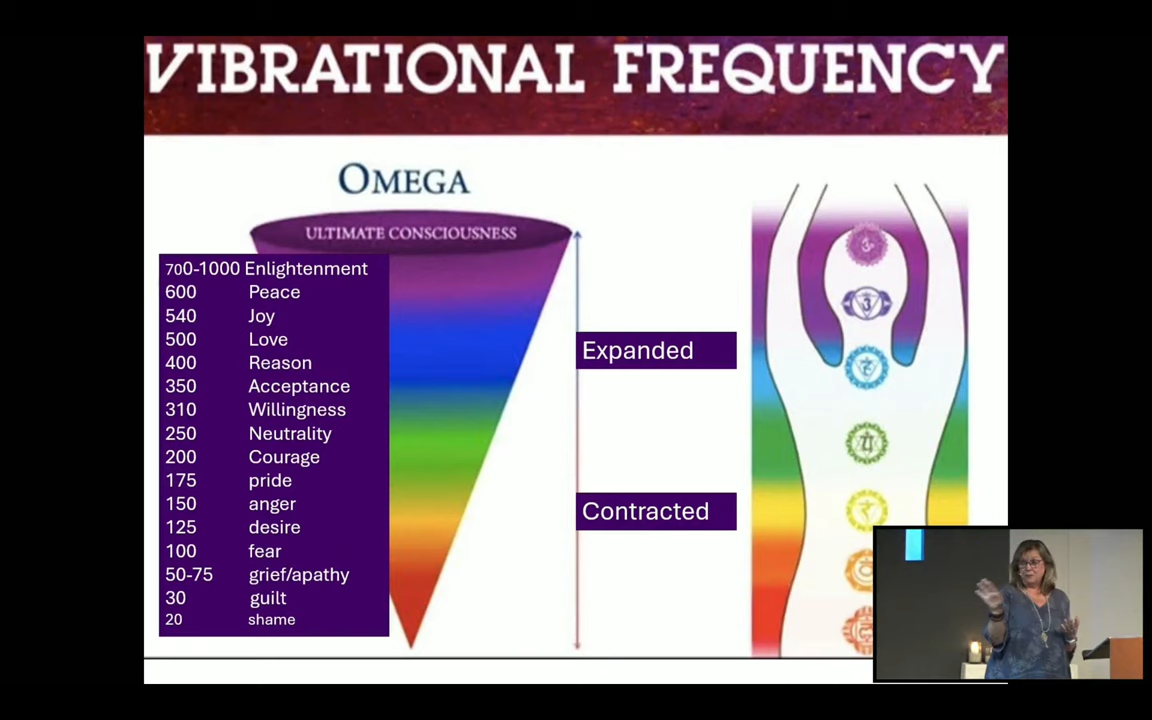 VIBRATIONAL FREQUENCY
OMEGA
ULTIMATE CONSCIOUSNESS
700-1000 Enlightenment
600 Peace
540 Joy
500 Love
400 Reason
350 Acceptance
310 Willingness
250 Neutrality
200 Courage
175 pride
150 anger
125 desire
100 fear
50-75 grief/apathy
30 guilt
20 shame
Expanded
Contracted